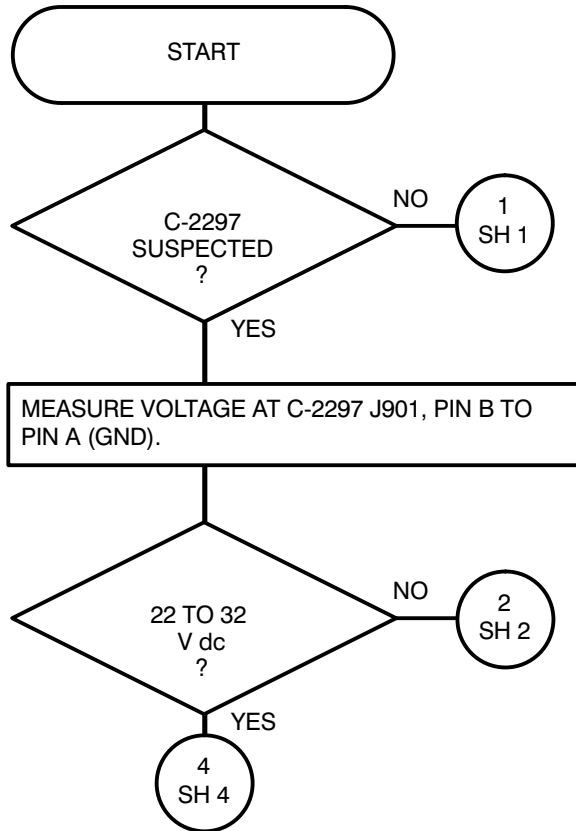 START
C-2297
SUSPECTED
?
NO
1
SH 1
YES
MEASURE VOLTAGE AT C-2297 J901, PIN B TO
PIN A (GND).
22 TO 32
V dc
?
NO
2
SH 2
YES
4
SH 4